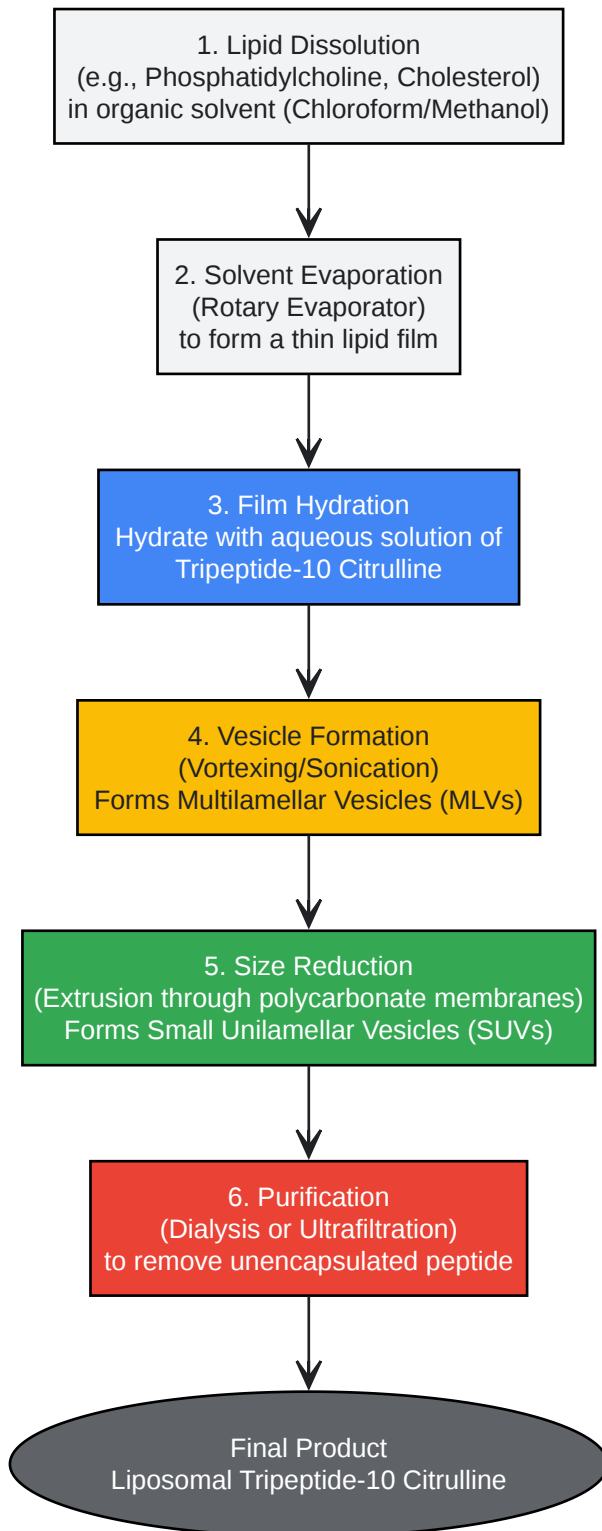 1. Lipid Dissolution
(e.g., Phosphatidylcholine, Cholesterol)
in organic solvent (Chloroform/Methanol)
2. Solvent Evaporation
(Rotary Evaporator)
to form a thin lipid film
3. Film Hydration
Hydrate with aqueous solution of
Tripeptide-10 Citrulline
4. Vesicle Formation
(Vortexing/Sonication)
Forms Multilamellar Vesicles (MLVs)
5. Size Reduction
(Extrusion through polycarbonate membranes)
Forms Small Unilamellar Vesicles (SUVs)
6. Purification
(Dialysis or Ultrafiltration)
to remove unencapsulated peptide
Final Product
Liposomal Tripeptide-10 Citrulline